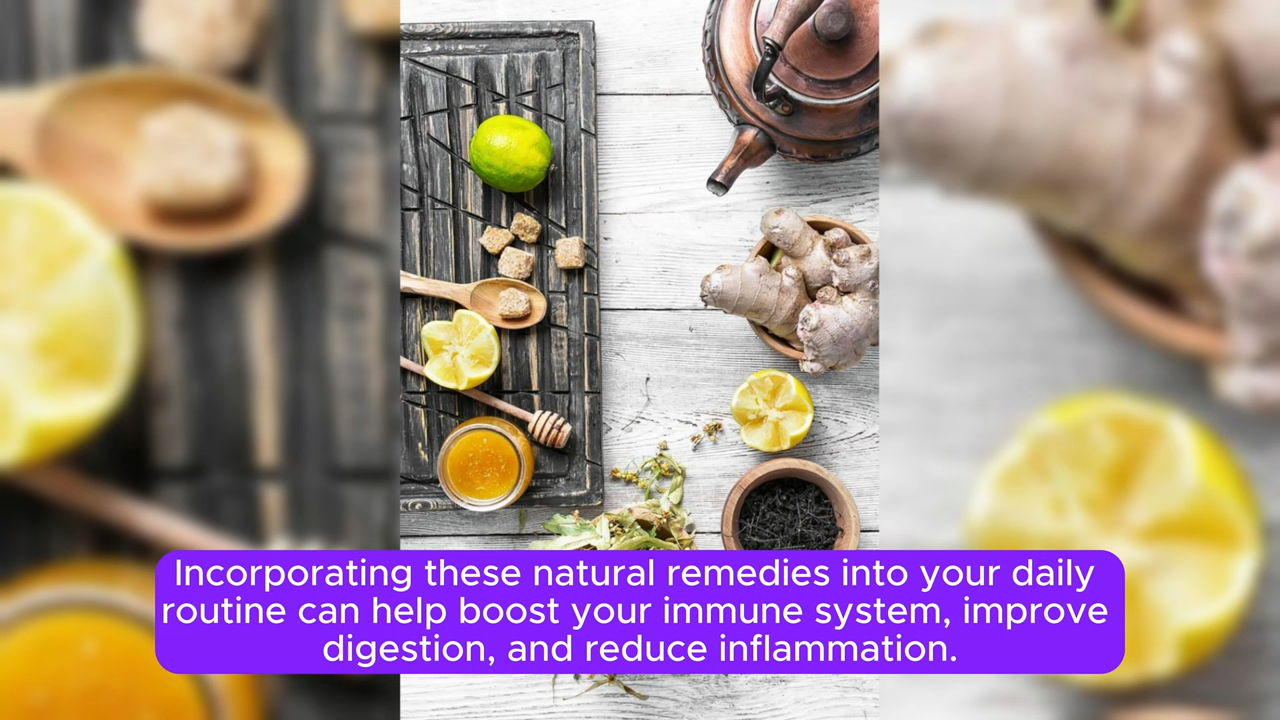 Incorporating these natural remedies into your daily
routine can help boost your immune system, improve
digestion, and reduce inflammation.